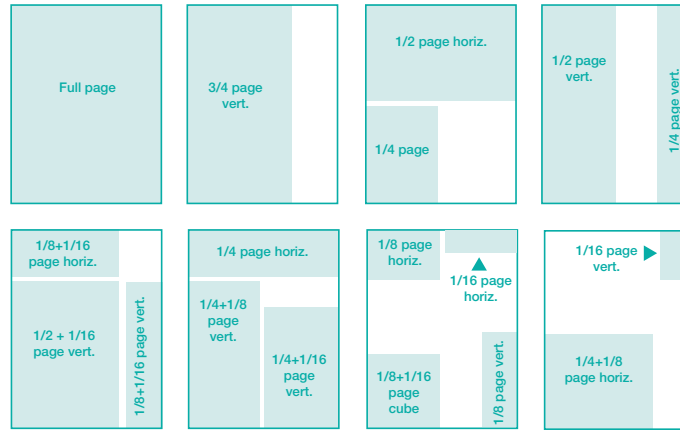 Full page
3/4 page
vert.
1/2 page horiz.
1/4 page
1/2 page
vert.
1/4 page vert.
1/8+1/16
page horiz.
1/2 + 1/16
page vert.
1/8+1/16 page vert.
1/4 page horiz.
1/4+1/8
page
vert.
1/4+1/16
page
vert.
1/8 page
horiz.
1/16 page
horiz.
1/8+1/16
page
cube
1/8 page vert.
1/16 page
vert.
1/4+1/8
page horiz.